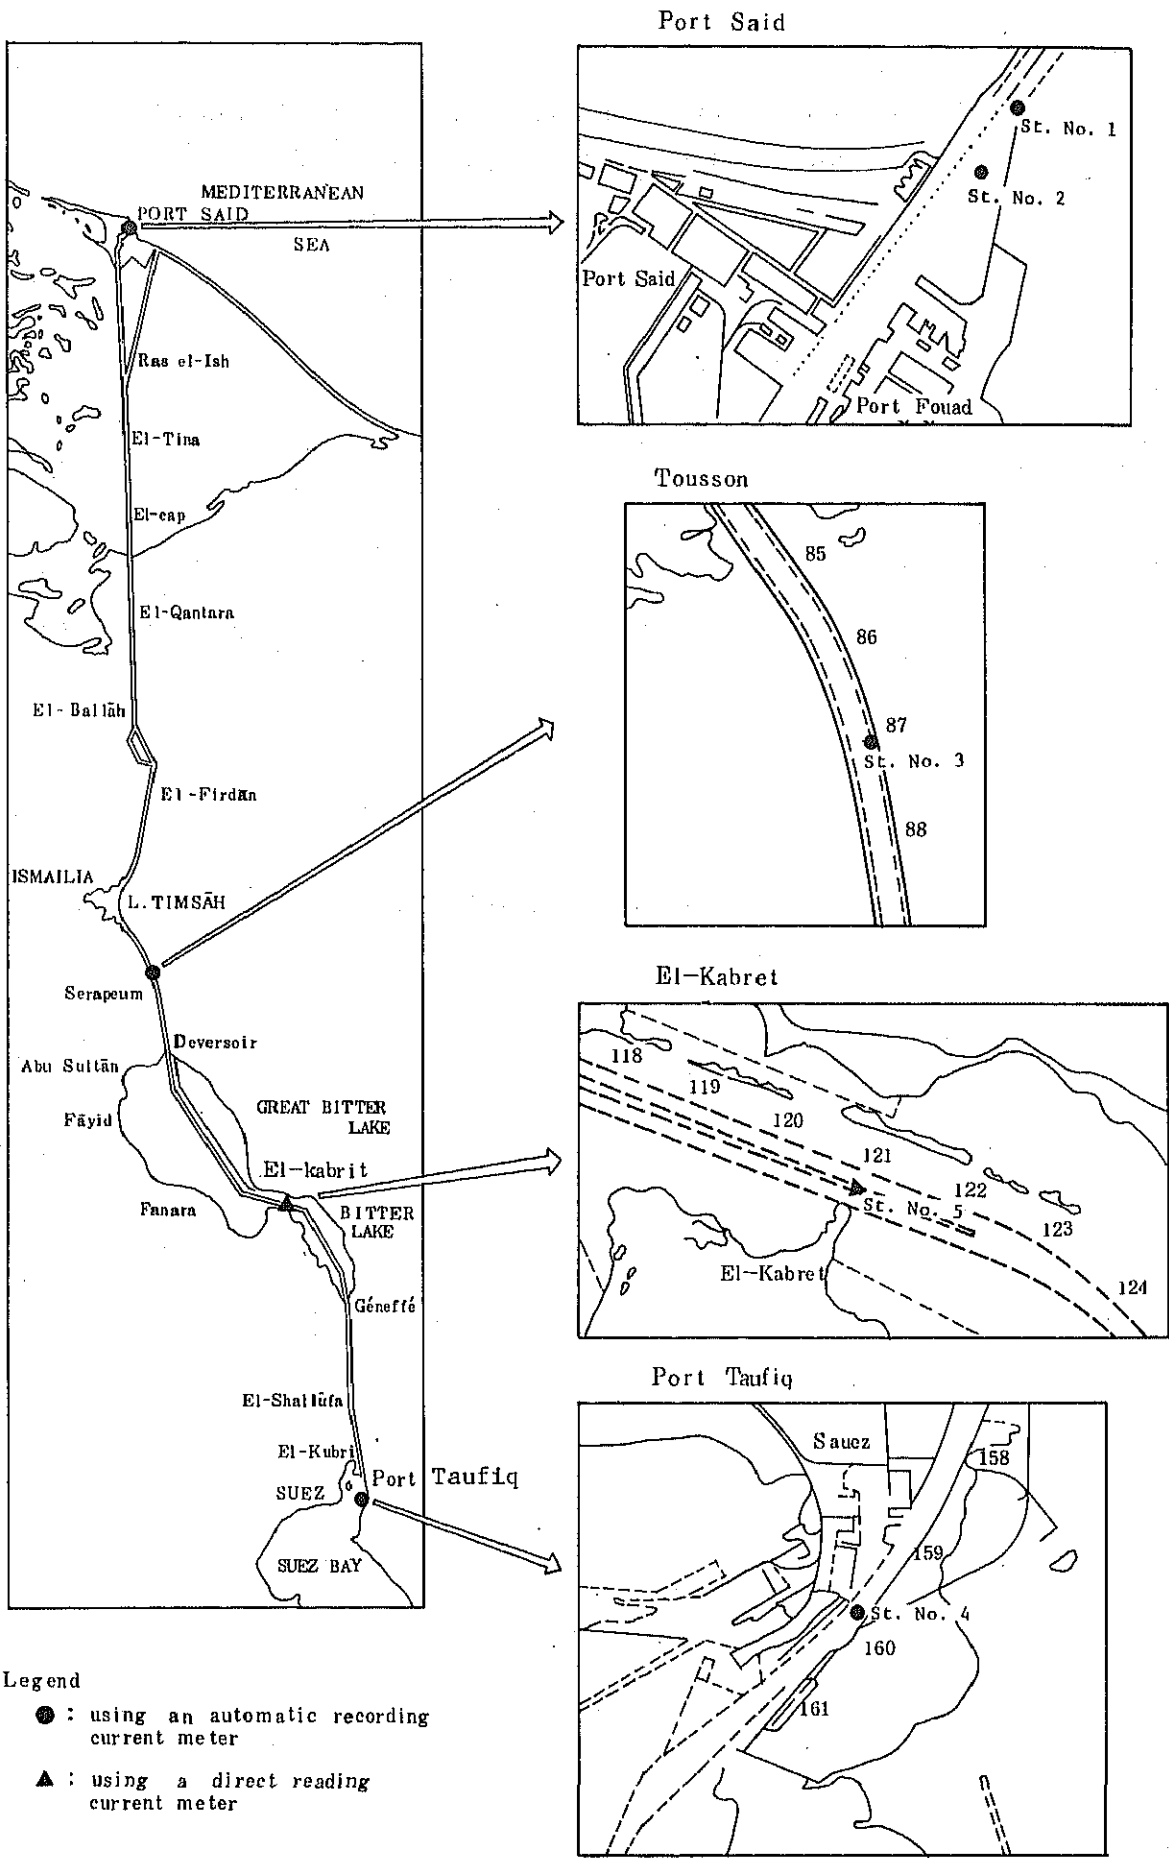 Port Said
MEDITERRANEAN
PORT SAID
SEA
Ras el-Ish
El-Tina
El-cap
El-Qantara
El-Ballāh
El-Firdān
ISMAILIA
L. TIMSĀH
Serapeum
Deversoir
Abu Sultān
Fāyid
GREAT BITTER
LAKE
El-kabrit
Fanara
BITTER
LAKE
Géneffé
El-Shallūfa
El-Kubri
Port Taufiq
SUEZ
SUEZ BAY
St. No. 1
St. No. 2
Port Said
Port Fouad
Tousson
85
86
87
St. No. 3
88
El-Kabret
118
119
120
121
122
St. No. 5
123
El-Kabret
124
Port Taufiq
Sauez
158
159
St. No. 4
160
161
Legend
● : using an automatic recording
current meter
▲ : using a direct reading
current meter